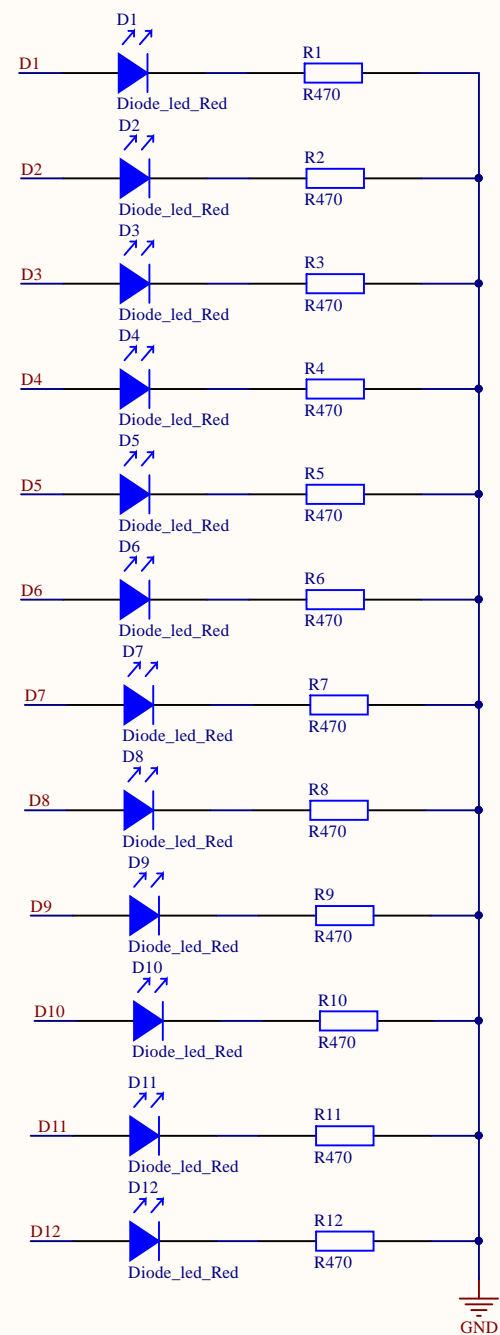 D1
D1 R1
Diode_led_Red R470
D2
D2 R2
Diode_led_Red R470
D3
D3 R3
Diode_led_Red R470
D4
D4 R4
Diode_led_Red R470
D5
D5 R5
Diode_led_Red R470
D6
D6 R6
Diode_led_Red R470
D7
D7 R7
Diode_led_Red R470
D8
D8 R8
Diode_led_Red R470
D9
D9 R9
Diode_led_Red R470
D10
D10 R10
Diode_led_Red R470
D11
D11 R11
Diode_led_Red R470
D12
D12 R12
Diode_led_Red R470
GND